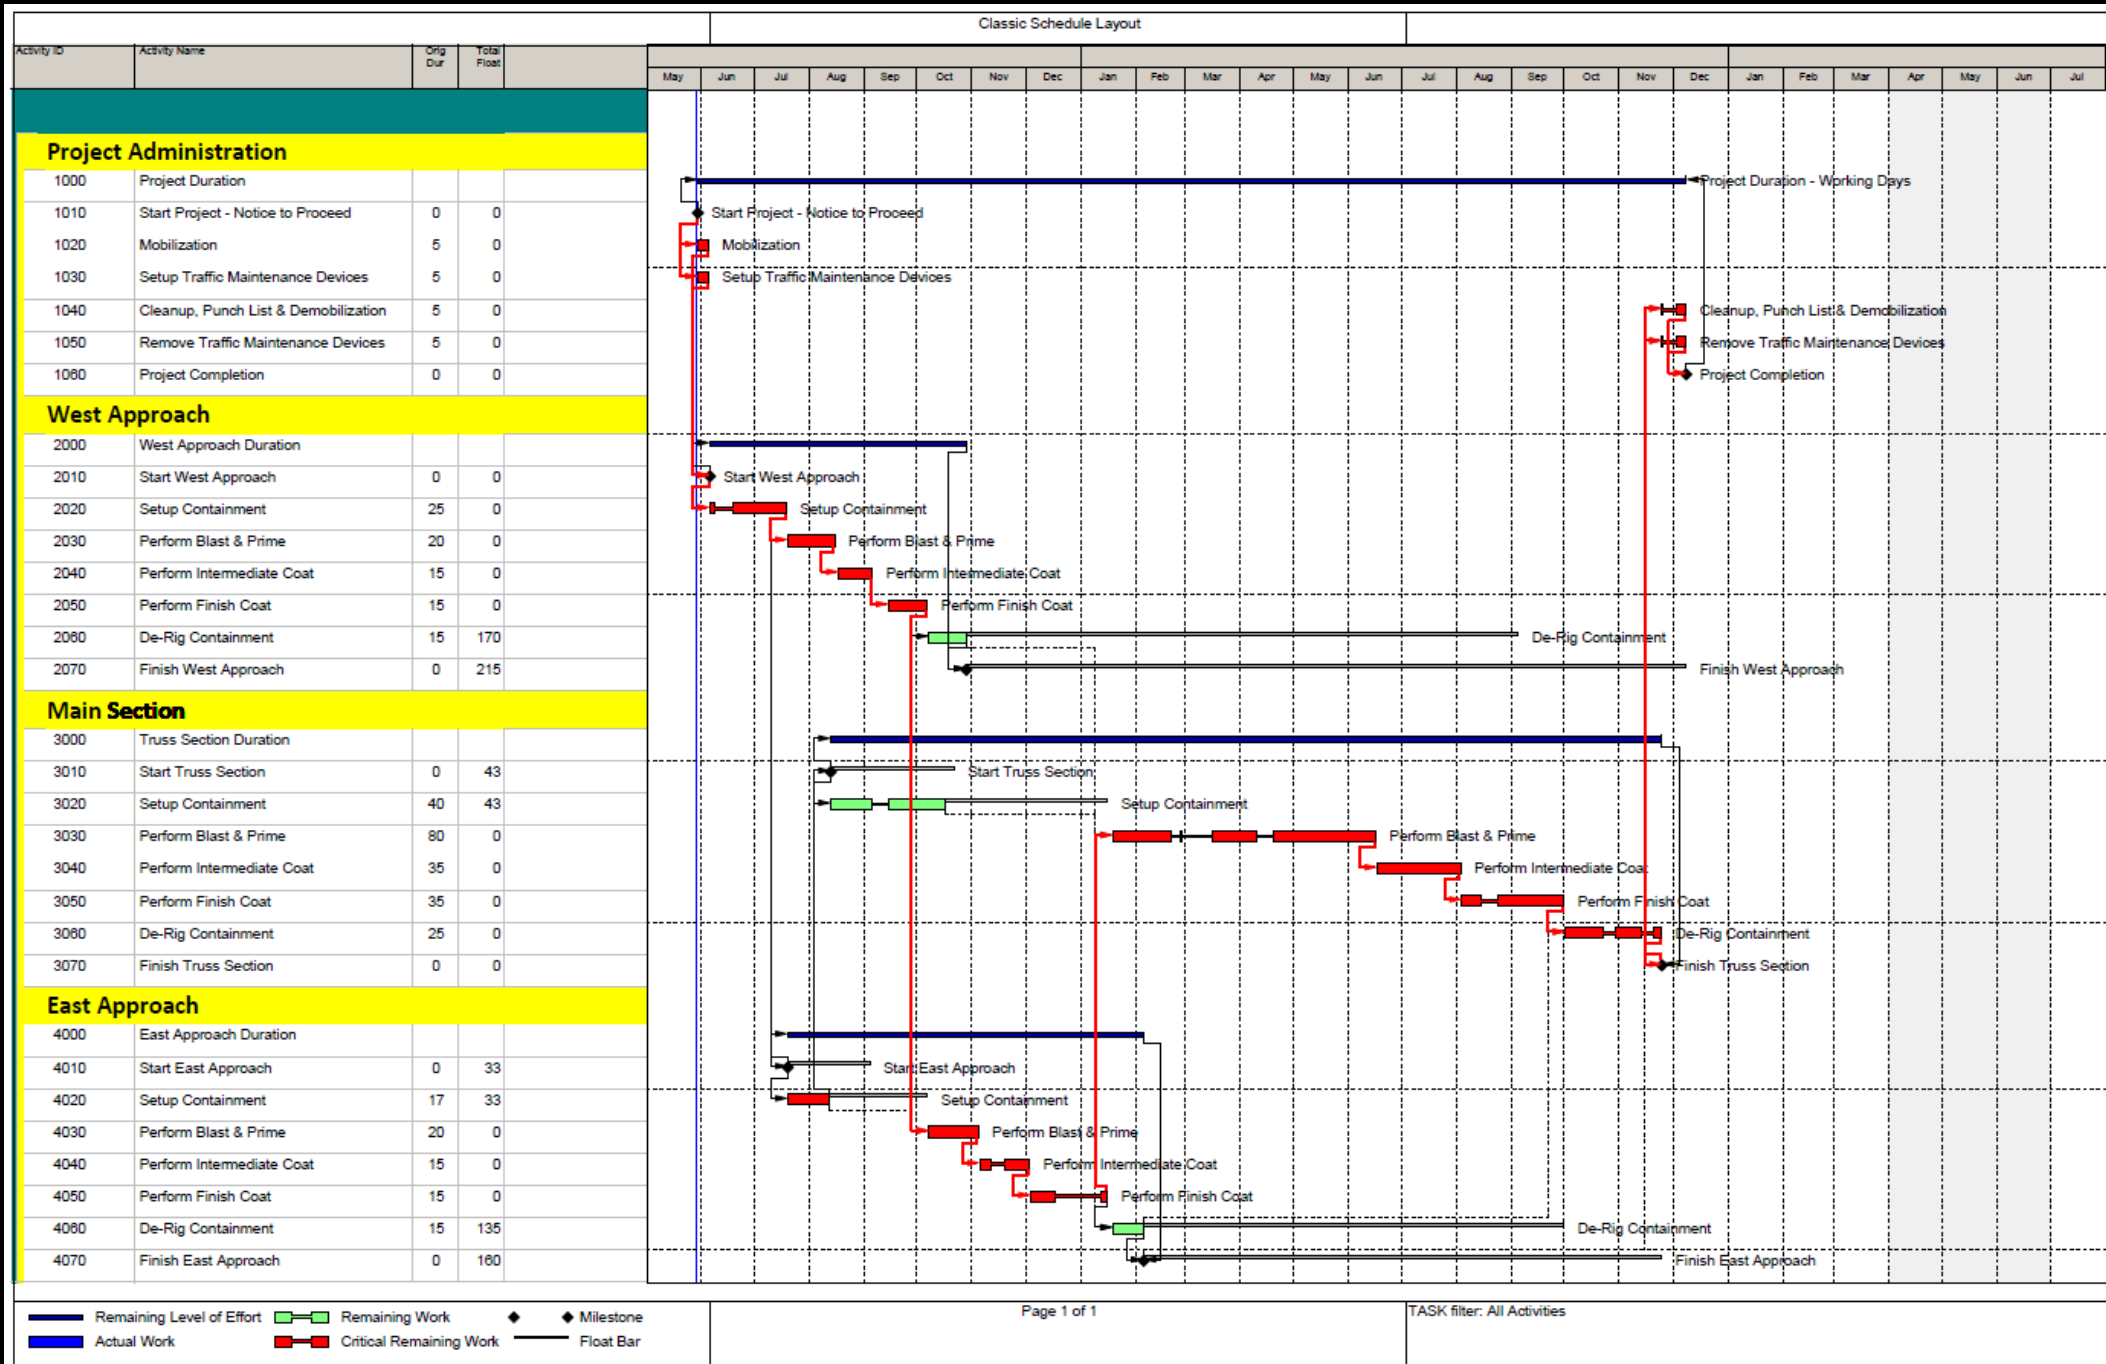 Classic Schedule Layout
Activity ID Activity Name Orig Dur Total Float
May Jun Jul Aug Sep Oct Nov Dec Jan Feb Mar Apr May Jun Jul Aug Sep Oct Nov Dec Jan Feb Mar Apr May Jun Jul
Project Administration
1000 Project Duration Project Duration - Working Days
1010 Start Project - Notice to Proceed 0 0 Start Project - Notice to Proceed
1020 Mobilization 5 0 Mobilization
1030 Setup Traffic Maintenance Devices 5 0 Setup Traffic Maintenance Devices
1040 Cleanup, Punch List & Demobilization 5 0 Cleanup, Punch List & Demobilization
1050 Remove Traffic Maintenance Devices 5 0 Remove Traffic Maintenance Devices
1060 Project Completion 0 0 Project Completion
West Approach
2000 West Approach Duration
2010 Start West Approach 0 0 Start West Approach
2020 Setup Containment 25 0 Setup Containment
2030 Perform Blast & Prime 20 0 Perform Blast & Prime
2040 Perform Intermediate Coat 15 0 Perform Intermediate Coat
2050 Perform Finish Coat 15 0 Perform Finish Coat
2060 De-Rig Containment 15 170 De-Rig Containment
2070 Finish West Approach 0 215 Finish West Approach
Main Section
3000 Truss Section Duration
3010 Start Truss Section 0 43 Start Truss Section
3020 Setup Containment 40 43 Setup Containment
3030 Perform Blast & Prime 80 0 Perform Blast & Prime
3040 Perform Intermediate Coat 35 0 Perform Intermediate Coat
3050 Perform Finish Coat 35 0 Perform Finish Coat
3060 De-Rig Containment 25 0 De-Rig Containment
3070 Finish Truss Section 0 0 Finish Truss Section
East Approach
4000 East Approach Duration
4010 Start East Approach 0 33 Start East Approach
4020 Setup Containment 17 33 Setup Containment
4030 Perform Blast & Prime 20 0 Perform Blast & Prime
4040 Perform Intermediate Coat 15 0 Perform Intermediate Coat
4050 Perform Finish Coat 15 0 Perform Finish Coat
4060 De-Rig Containment 15 135 De-Rig Containment
4070 Finish East Approach 0 160 Finish East Approach
Remaining Level of Effort Remaining Work Milestone Page 1 of 1 TASK filter: All Activities
Actual Work Critical Remaining Work Float Bar